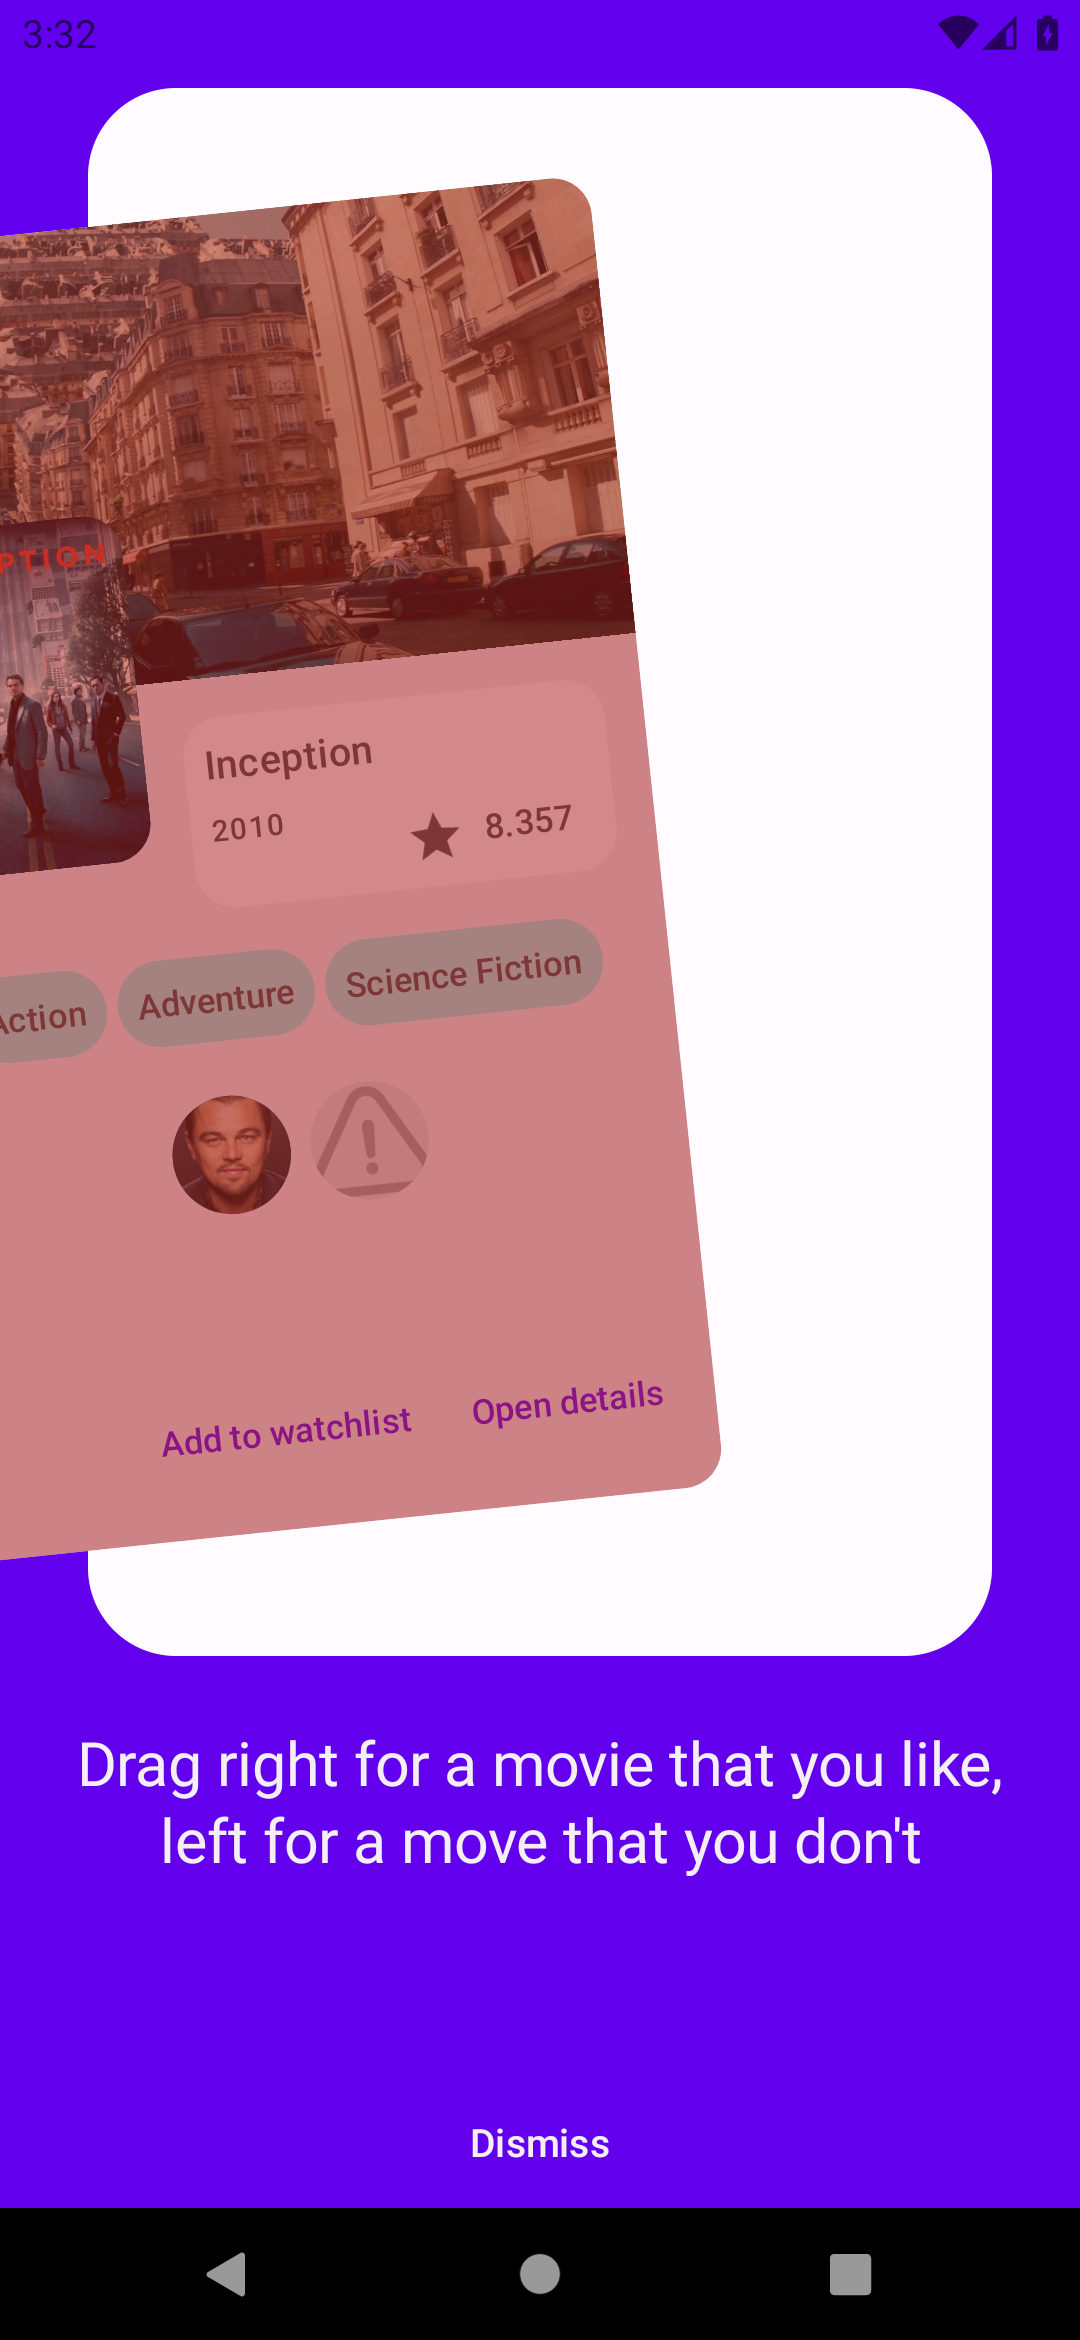 3:32
PTION
Inception
2010
8.357
Action
Adventure
Science Fiction
Add to watchlist
Open details
Drag right for a movie that you like,
left for a move that you don't
Dismiss